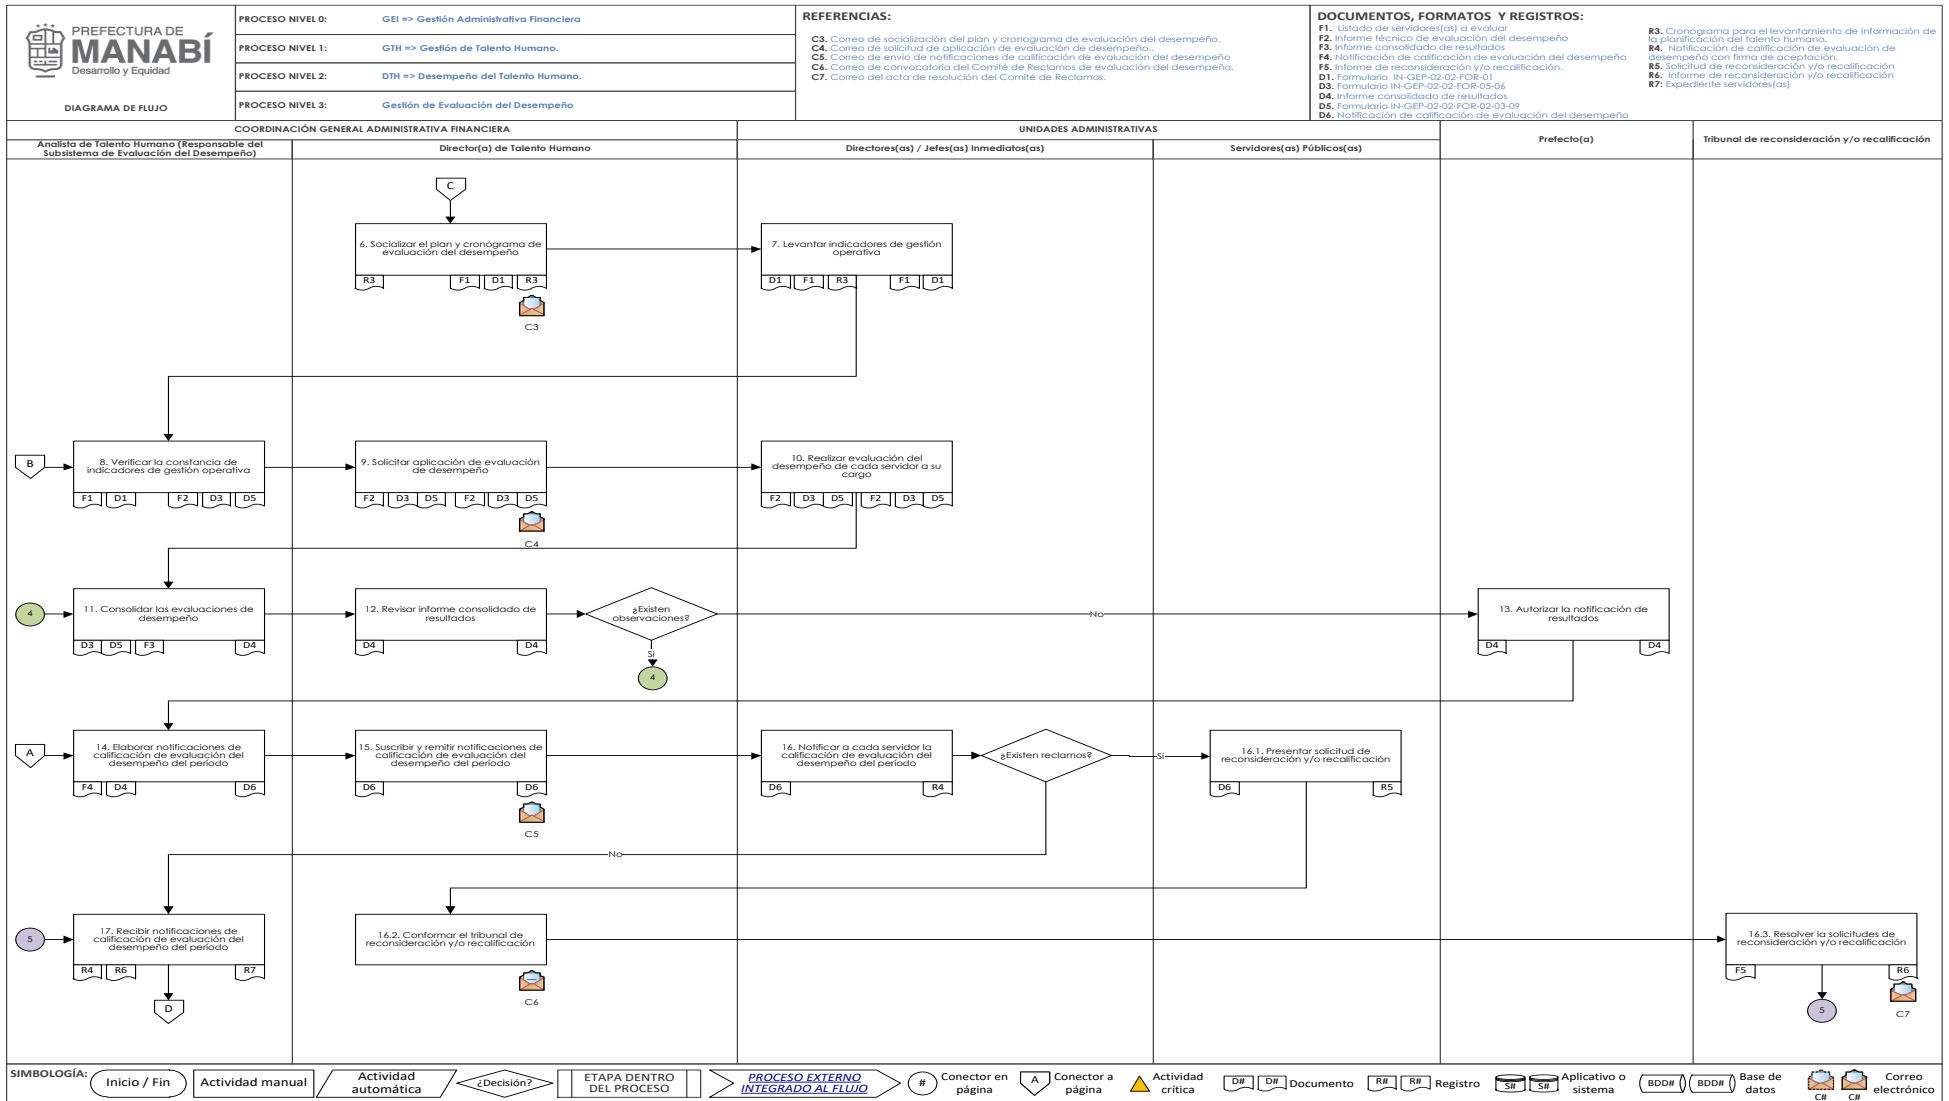 PREFECTURA DE
MANABÍ
Desarrollo y Equidad
DIAGRAMA DE FLUJO
PROCESO NIVEL 0: GEI => Gestión Administrativa Financiera
PROCESO NIVEL 1: GTH => Gestión de Talento Humano.
PROCESO NIVEL 2: DTH => Desempeño del Talento Humano.
PROCESO NIVEL 3: Gestión de Evaluación del Desempeño
REFERENCIAS:
C3. Correo de socialización del plan y cronograma de evaluación del desempeño.
C4. Correo de solicitud de aplicación de evaluación de desempeño..
C5. Correo de envío de notificaciones de calificación de evaluación del desempeño
C6. Correo de convocatoria del Comité de Reclamos de evaluación del desempeño.
C7. Correo del acta de resolución del Comité de Reclamos.
DOCUMENTOS, FORMATOS Y REGISTROS:
F1. Listado de servidores(as) a evaluar
F2. Informe técnico de evaluación del desempeño
F3. Informe consolidado de resultados
F4. Notificación de calificación de evaluación del desempeño
F5. Informe de reconsideración y/o recalificación.
D1. Formulario IN-GEP-02-02-FOR-01
D3. Formulario IN-GEP-02-02-FOR-05-06
D4. Informe consolidado de resultados
D5. Formulario IN-GEP-02-02-FOR-02-03-09
D6. Notificación de calificación de evaluación del desempeño
R3. Cronograma para el levantamiento de información de
la planificación del talento humano.
R4. Notificación de calificación de evaluación de
desempeño con firma de aceptación.
R5. Solicitud de reconsideración y/o recalificación
R6. Informe de reconsideración y/o recalificación
R7: Expediente servidores(as)
COORDINACIÓN GENERAL ADMINISTRATIVA FINANCIERA
UNIDADES ADMINISTRATIVAS
Analista de Talento Humano (Responsable del
Subsistema de Evaluación del Desempeño)
Director(a) de Talento Humano
Directores(as) / Jefes(as) Inmediatos(as)
Servidores(as) Públicos(as)
Prefecto(a)
Tribunal de reconsideración y/o recalificación
C
6. Socializar el plan y cronograma de
evaluación del desempeño
R3 F1 D1 R3
C3
7. Levantar indicadores de gestión
operativa
D1 F1 R3 F1 D1
B
8. Verificar la constancia de
indicadores de gestión operativa
F1 D1 F2 D3 D5
9. Solicitar aplicación de evaluación
de desempeño
F2 D3 D5 F2 D3 D5
C4
10. Realizar evaluación del
desempeño de cada servidor a su
cargo
F2 D3 D5 F2 D3 D5
4
11. Consolidar las evaluaciones de
desempeño
D3 D5 F3 D4
12. Revisar informe consolidado de
resultados
D4 D4
¿Existen
observaciones?
Si
4
No
13. Autorizar la notificación de
resultados
D4 D4
A
14. Elaborar notificaciones de
calificación de evaluación del
desempeño del período
F4 D4 D6
15. Suscribir y remitir notificaciones de
calificación de evaluación del
desempeño del período
D6 D6
C5
16. Notificar a cada servidor la
calificación de evaluación del
desempeño del período
D6 R4
¿Existen reclamos?
Si
16.1. Presentar solicitud de
reconsideración y/o recalificación
D6 R5
No
5
17. Recibir notificaciones de
calificación de evaluación del
desempeño del período
R4 R6 R7
D
16.2. Conformar el tribunal de
reconsideración y/o recalificación
C6
16.3. Resolver la solicitudes de
reconsideración y/o recalificación
F5 R6
5
C7
SIMBOLOGÍA:
Inicio / Fin
Actividad manual
Actividad
automática
¿Decisión?
ETAPA DENTRO
DEL PROCESO
PROCESO EXTERNO
INTEGRADO AL FLUJO
#
Conector en
página
A
Conector a
página
Actividad
crítica
D# D# Documento
R# R# Registro
S# S#
Aplicativo o
sistema
BDD# BDD#
Base de
datos
C# C#
Correo
electrónico